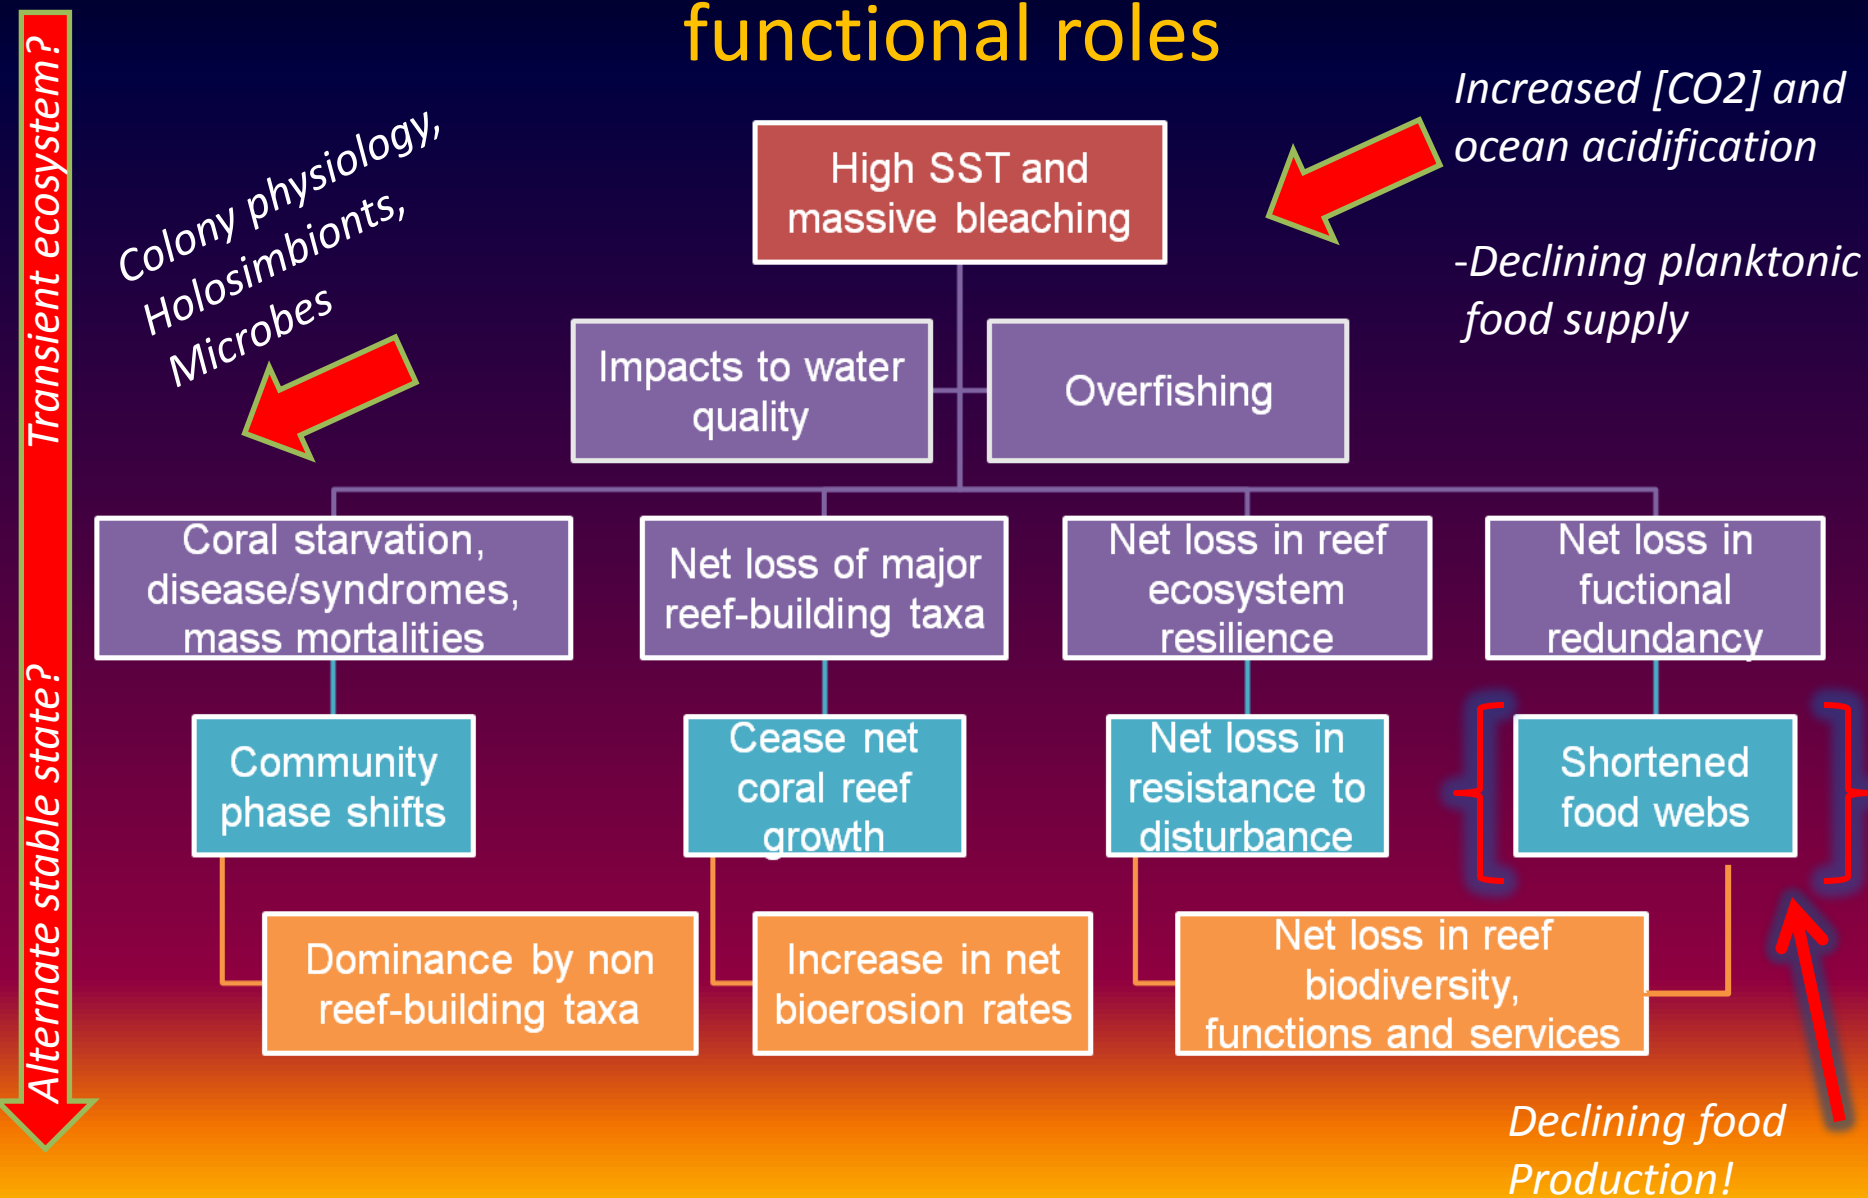 functional roles
Transient ecosystem?
Alternate stable state?
Increased [CO2] and
ocean acidification
-Declining planktonic
food supply
Colony physiology,
Holosimbionts,
Microbes
High SST and
massive bleaching
Impacts to water
quality
Overfishing
Coral starvation,
disease/syndromes,
mass mortalities
Net loss of major
reef-building taxa
Net loss in reef
ecosystem
resilience
Net loss in
fuctional
redundancy
Community
phase shifts
Cease net
coral reef
growth
Net loss in
resistance to
disturbance
Shortened
food webs
Dominance by non
reef-building taxa
Increase in net
bioerosion rates
Net loss in reef
biodiversity,
functions and services
Declining food
Production!